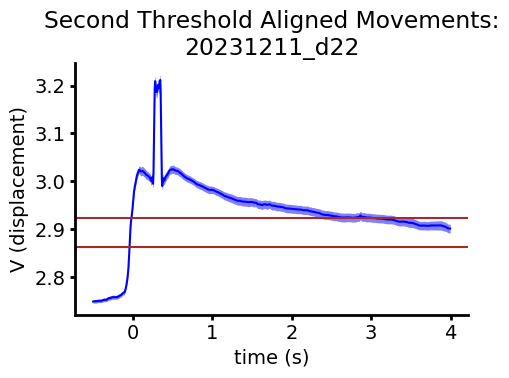 Second Threshold Aligned Movements:
20231211_d22
V (displacement)
3.2
3.1
3.0
2.9
2.8
0
1
2
3
4
time (s)